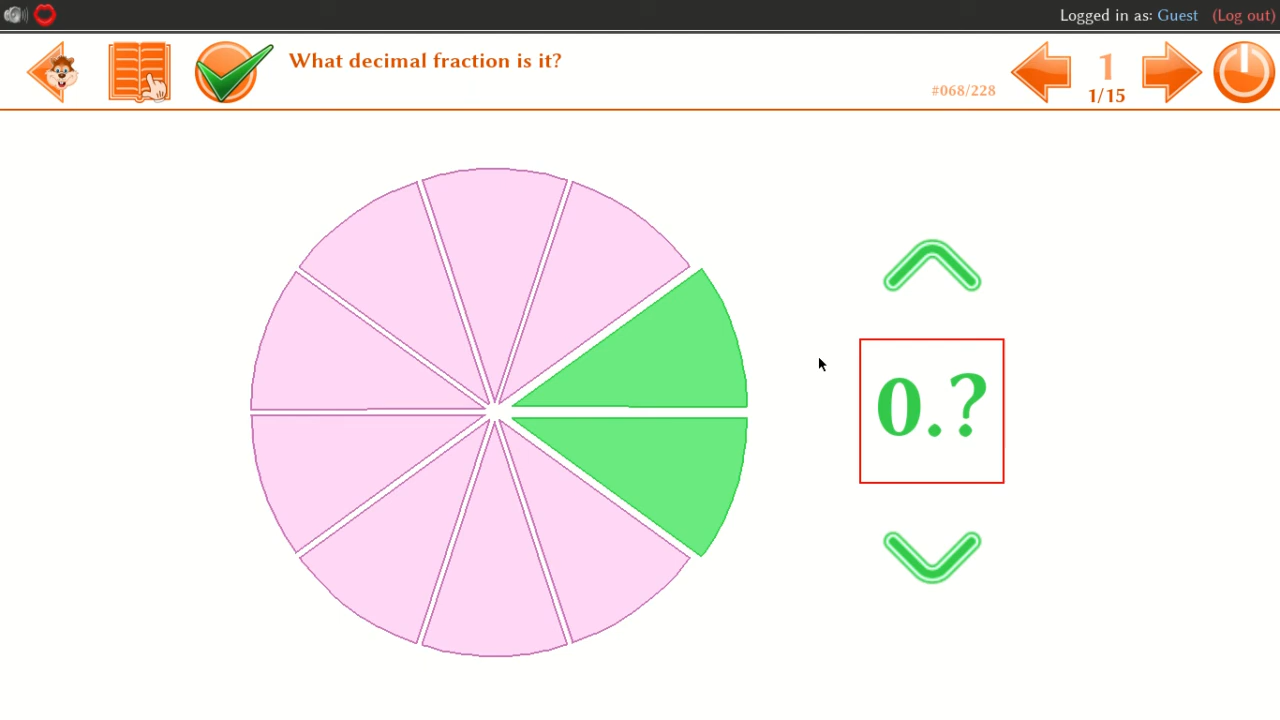 Logged in as: Guest (Log out)
What decimal fraction is it?
#068/228
1
1/15
0.?